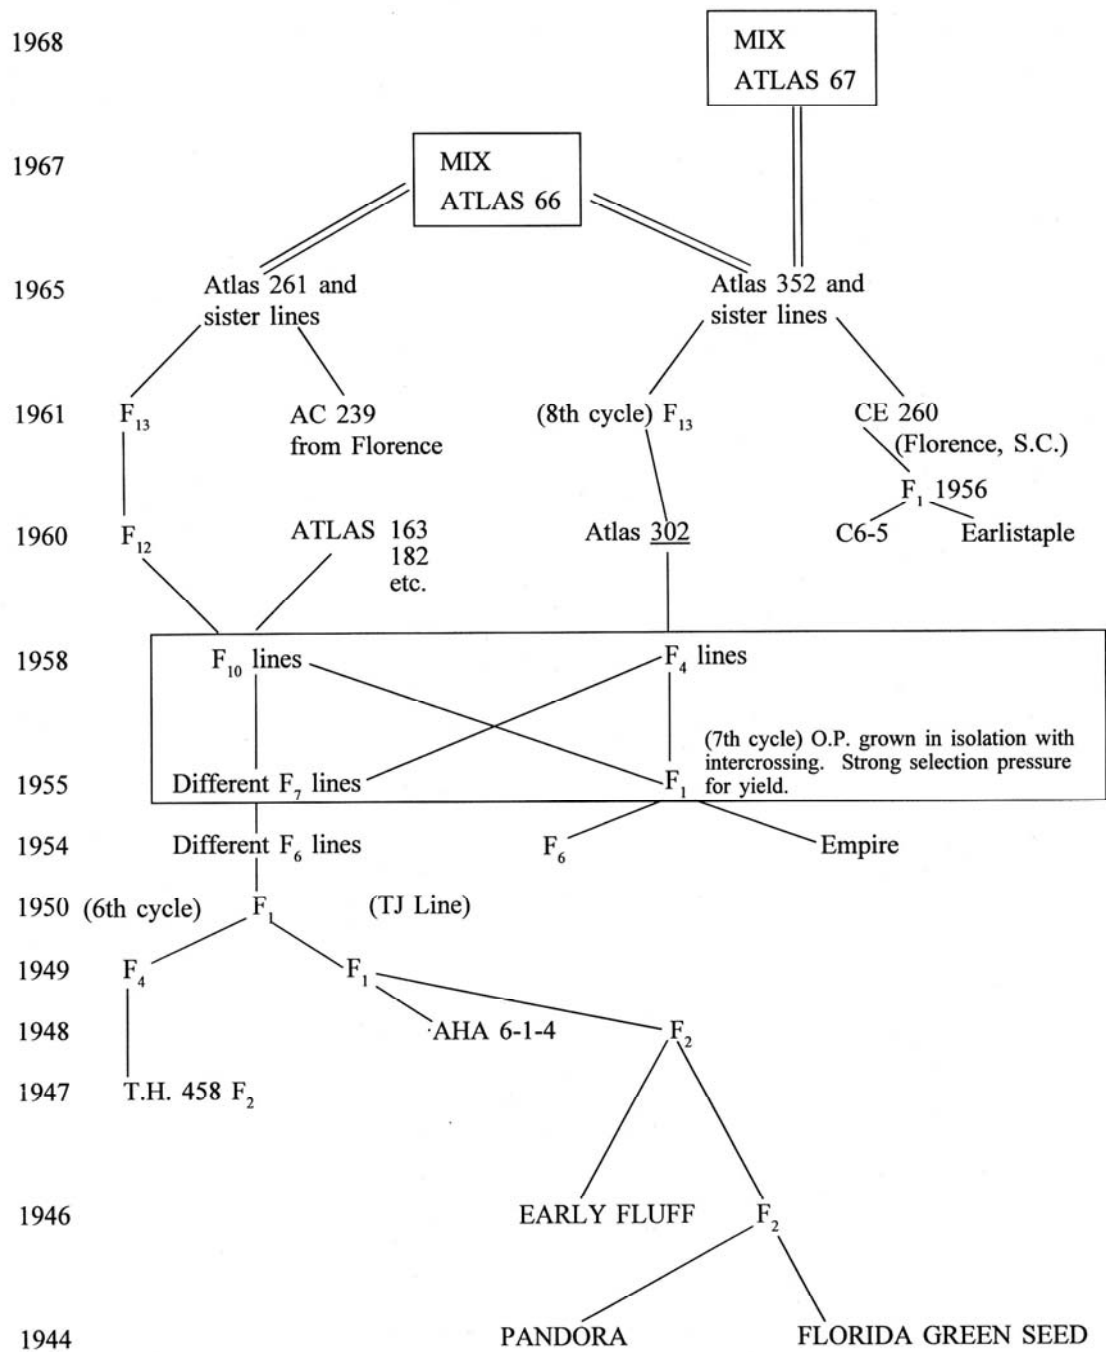 1968
MIX
ATLAS 67
1967
MIX
ATLAS 66
1965
Atlas 261 and
sister lines
Atlas 352 and
sister lines
1961
F₁₃
AC 239
from Florence
(8th cycle) F₁₃
CE 260
(Florence, S.C.)
F₁ 1956
1960
F₁₂
ATLAS 163
182
etc.
Atlas 302
C6-5
Earlistaple
1958
F₁₀ lines
F₄ lines
(7th cycle) O.P. grown in isolation with
intercrossing. Strong selection pressure
for yield.
1955
Different F₇ lines
F₁
1954
Different F₆ lines
F₆
Empire
1950
(6th cycle)
F₁
(TJ Line)
1949
F₄
F₁
1948
AHA 6-1-4
F₂
1947
T.H. 458 F₂
1946
EARLY FLUFF
F₂
1944
PANDORA
FLORIDA GREEN SEED